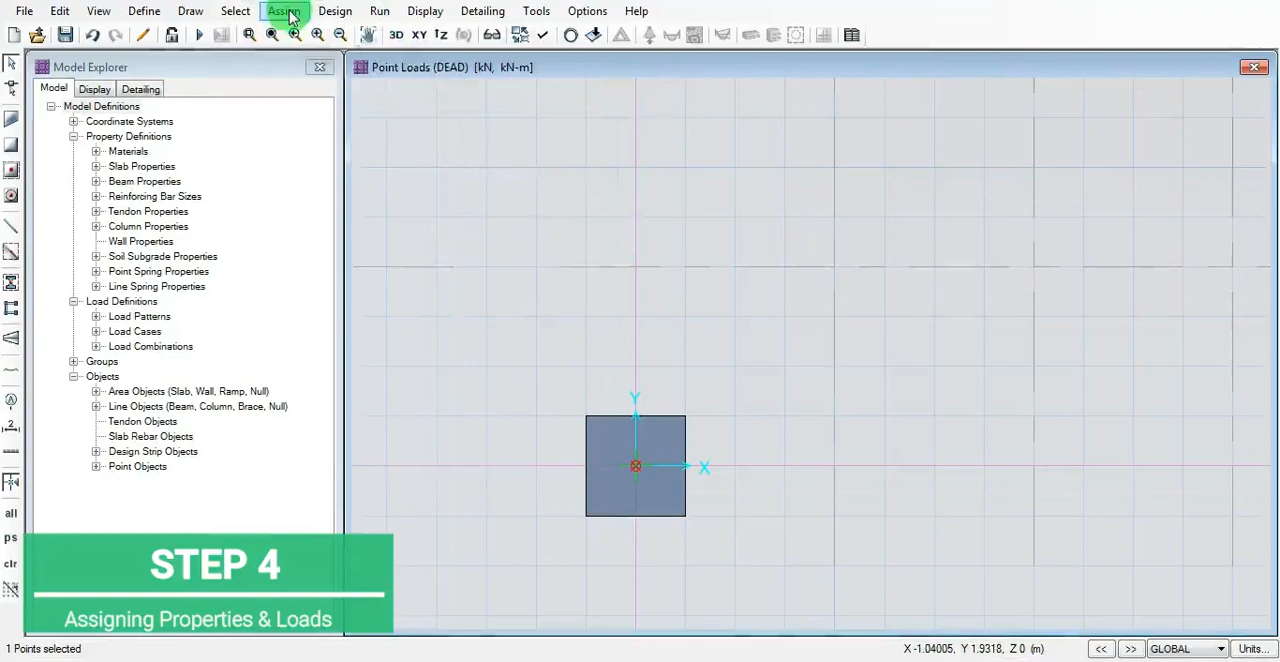 File Edit View Define Draw Select Assign Design Run Display Detailing Tools Options Help
3D XY
Model Explorer
Point Loads (DEAD) [kN, kN-m]
Model Display Detailing
Model Definitions
Coordinate Systems
Property Definitions
Materials
Slab Properties
Beam Properties
Reinforcing Bar Sizes
Tendon Properties
Column Properties
Wall Properties
Soil Subgrade Properties
Point Spring Properties
Line Spring Properties
Load Definitions
Load Patterns
Load Cases
Load Combinations
Groups
Objects
Area Objects (Slab, Wall, Ramp, Null)
Line Objects (Beam, Column, Brace, Null)
Tendon Objects
Slab Rebar Objects
Design Strip Objects
Point Objects
Y
X
all
ps
clr
STEP 4
Assigning Properties & Loads
1 Points selected
X -1.04005, Y 1.9318, Z 0 (m)
<< >> GLOBAL Units...